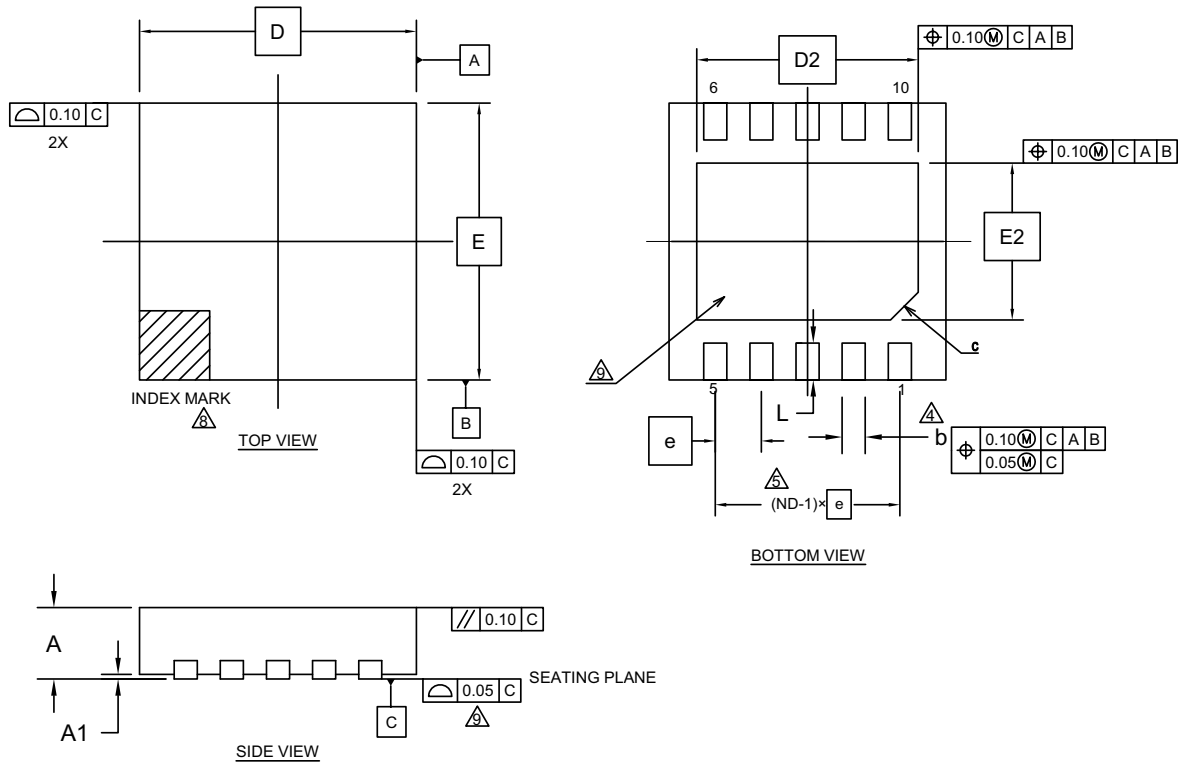 D
A
⌓ 0.10 C
2X
E
INDEX MARK
8
TOP VIEW
B
⌓ 0.10 C
2X
⌖ 0.10 Ⓜ C A B
D2
6
10
⌖ 0.10 Ⓜ C A B
E2
c
9
5
1
L
4
e
b
⌖ 0.10 Ⓜ C A B
0.05 Ⓜ C
5
(ND-1)× e
BOTTOM VIEW
A
// 0.10 C
SEATING PLANE
⌓ 0.05 C
9
C
A1
SIDE VIEW